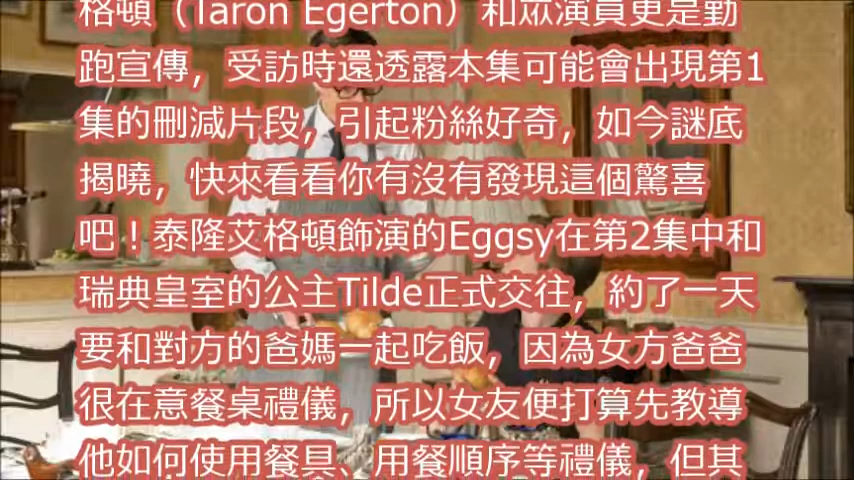 格頓（Taron Egerton）和眾演員更是勤
跑宣傳，受訪時還透露本集可能會出現第1
集的刪減片段，引起粉絲好奇，如今謎底
揭曉，快來看看你有沒有發現這個驚喜
吧！泰隆艾格頓飾演的Eggsy在第2集中和
瑞典皇室的公主Tilde正式交往，約了一天
要和對方的爸媽一起吃飯，因為女方爸爸
很在意餐桌禮儀，所以女友便打算先教導
他如何使用餐具、用餐順序等禮儀，但其